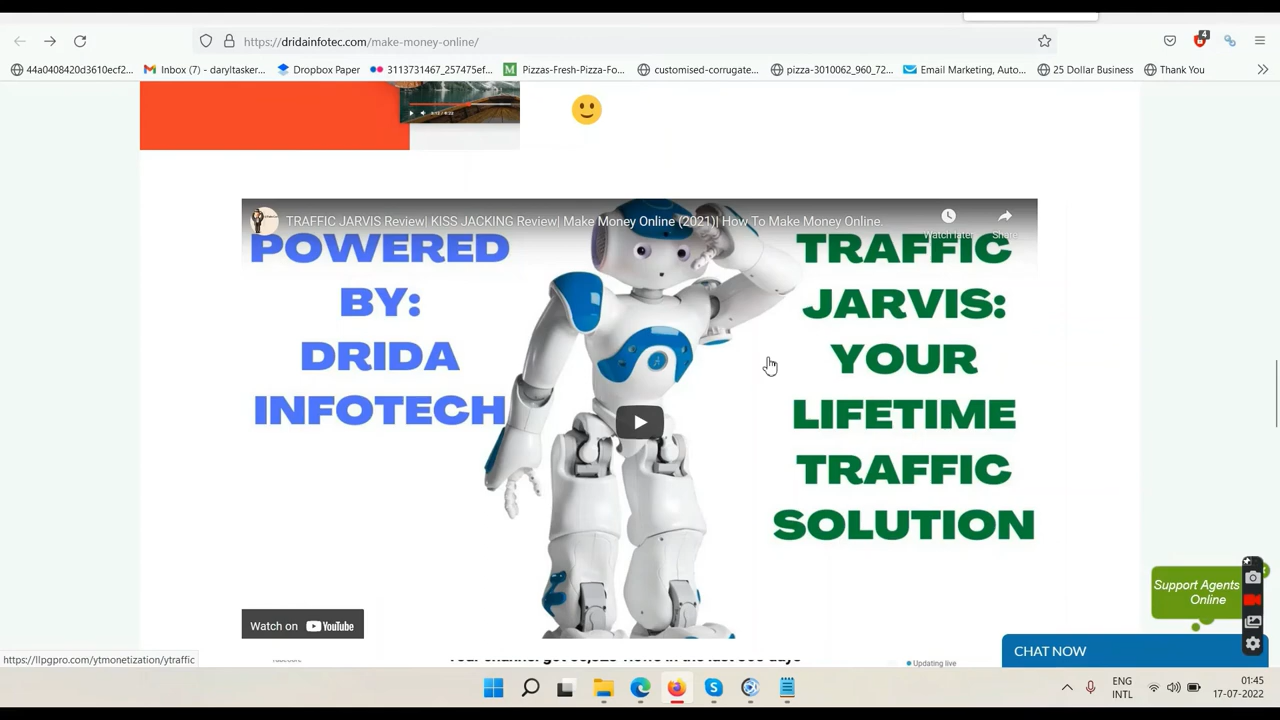 https://dridainfotec.com/make-money-online/
4
44a0408420d3610ecf2...
Inbox (7) - daryltasker...
Dropbox Paper
3113731467_257475ef...
Pizzas-Fresh-Pizza-Fo...
customised-corrugate...
pizza-3010062_960_72...
Email Marketing, Auto...
25 Dollar Business
Thank You
TRAFFIC JARVIS Review| KISS JACKING Review| Make Money Online (2021)| How To Make Money Online.
Watch later
Share
POWERED
BY:
DRIDA
INFOTECH
TRAFFIC
JARVIS:
YOUR
LIFETIME
TRAFFIC
SOLUTION
Watch on YouTube
Support Agents
Online
CHAT NOW
https://llpgpro.com/ytmonetization/ytraffic
Updating live
ENG
INTL
01:45
17-07-2022